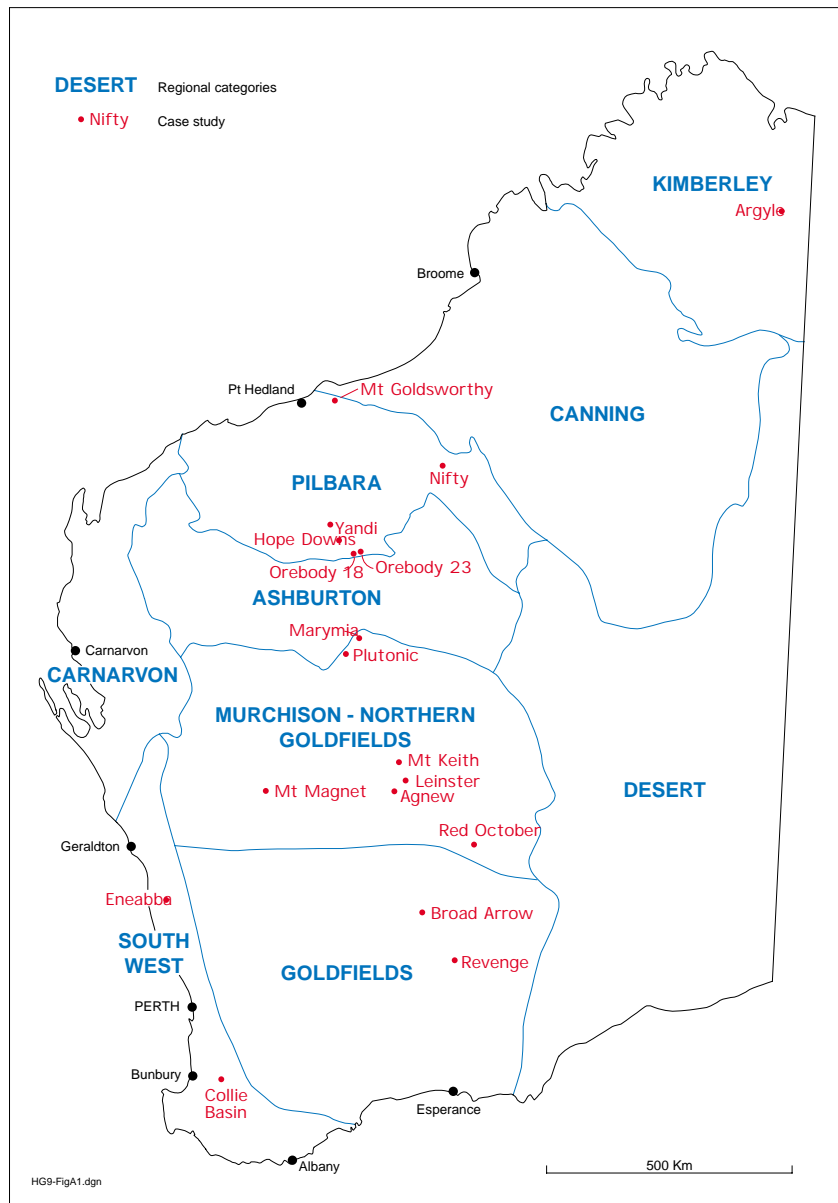 DESERT Regional categories
Nifty Case study
KIMBERLEY
Argyle
Broome
Pt Hedland
Mt Goldsworthy
CANNING
Nifty
PILBARA
Yandi
Hope Downs
Orebody 18
Orebody 23
ASHBURTON
Marymia
Carnarvon
Plutonic
CARNARVON
MURCHISON - NORTHERN
GOLDFIELDS
Mt Keith
Leinster
Mt Magnet
Agnew
DESERT
Red October
Geraldton
Eneabba
Broad Arrow
SOUTH
WEST
Revenge
GOLDFIELDS
PERTH
Bunbury
Collie
Basin
Esperance
Albany
500 Km
HG9-FigA1.dgn